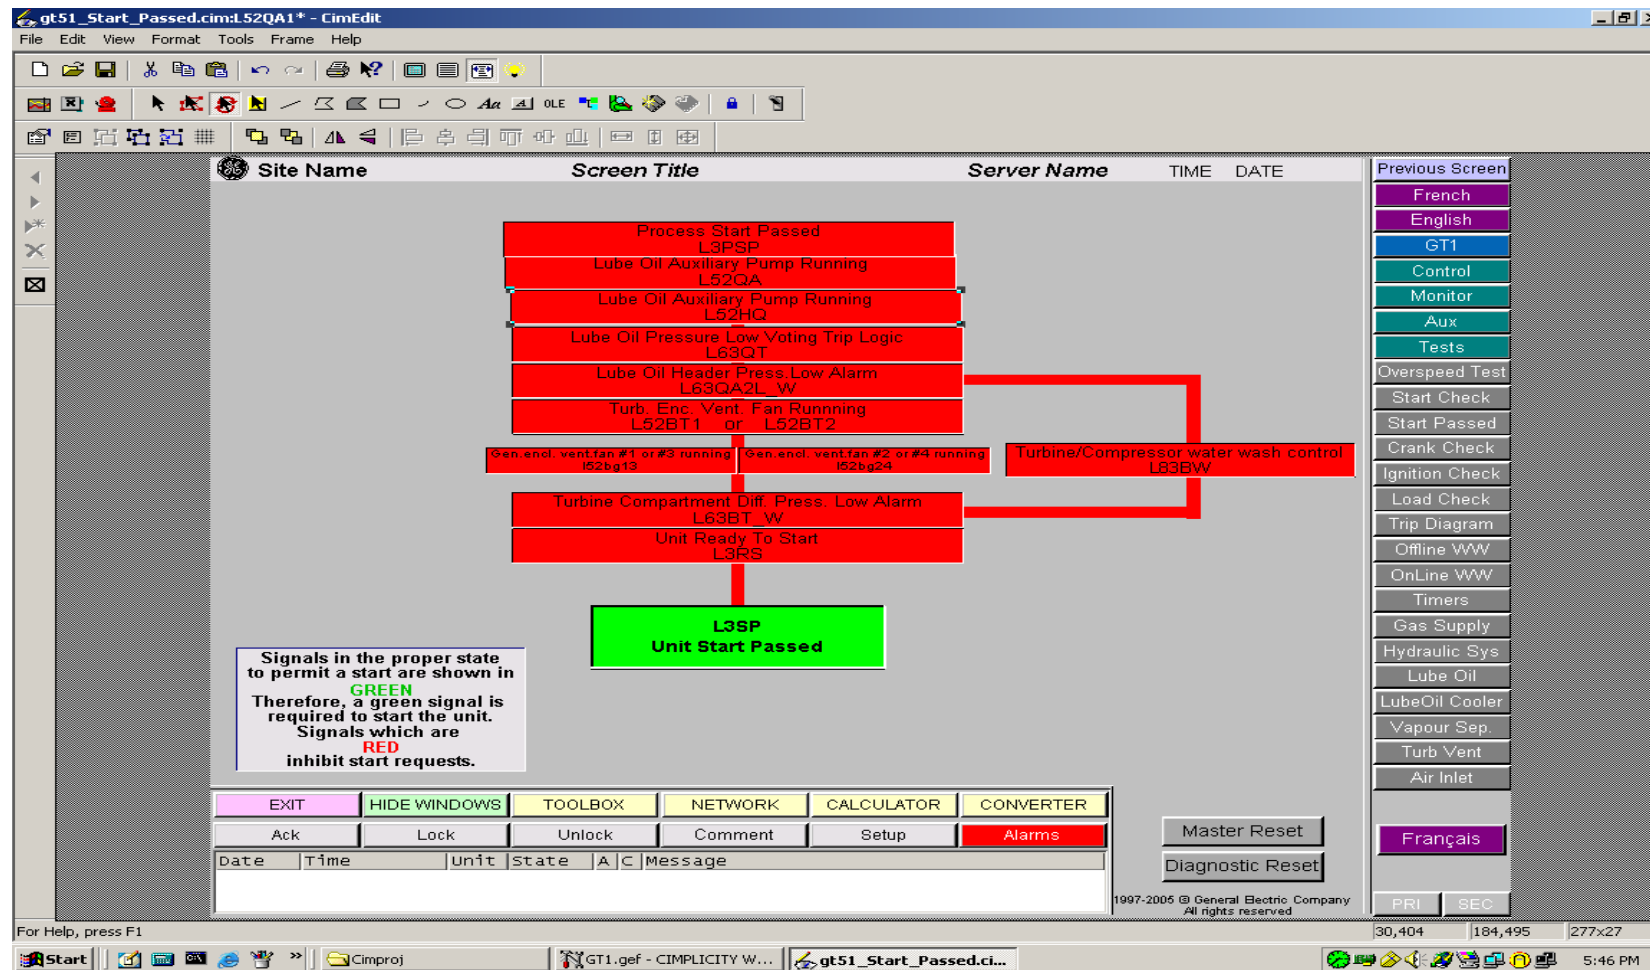 gt51_Start_Passed.cim:L52QA1* - CimEdit
File Edit View Format Tools Frame Help
Aa A OLE
Site Name Screen Title Server Name TIME DATE
Previous Screen
French
English
GT1
Control
Monitor
Aux
Tests
Overspeed Test
Start Check
Start Passed
Crank Check
Ignition Check
Load Check
Trip Diagram
Offline WW
OnLine WW
Timers
Gas Supply
Hydraulic Sys
Lube Oil
LubeOil Cooler
Vapour Sep.
Turb Vent
Air Inlet
Français
PRI SEC
Process Start Passed
L3PSP
Lube Oil Auxiliary Pump Running
L52QA
Lube Oil Auxiliary Pump Running
L52HQ
Lube Oil Pressure Low Voting Trip Logic
L63QT
Lube Oil Header Press.Low Alarm
L63QA2L_W
Turb. Enc. Vent. Fan Runnning
L52BT1 or L52BT2
Gen.encl. vent.fan #1 or #3 running
l52bg13
Gen.encl. vent.fan #2 or #4 running
l52bg24
Turbine/Compressor water wash control
L83BW
Turbine Compartment Diff. Press. Low Alarm
L63BT_W
Unit Ready To Start
L3RS
L3SP
Unit Start Passed
Signals in the proper state
to permit a start are shown in
GREEN
Therefore, a green signal is
required to start the unit.
Signals which are
RED
inhibit start requests.
EXIT HIDE WINDOWS TOOLBOX NETWORK CALCULATOR CONVERTER
Ack Lock Unlock Comment Setup Alarms
Date Time Unit State A C Message
Master Reset
Diagnostic Reset
1997-2005 @ General Electric Company
All rights reserved
For Help, press F1
30,404 184,495 277x27
Start » Cimproj GT1.gef - CIMPLICITY W... gt51_Start_Passed.ci... 5:46 PM